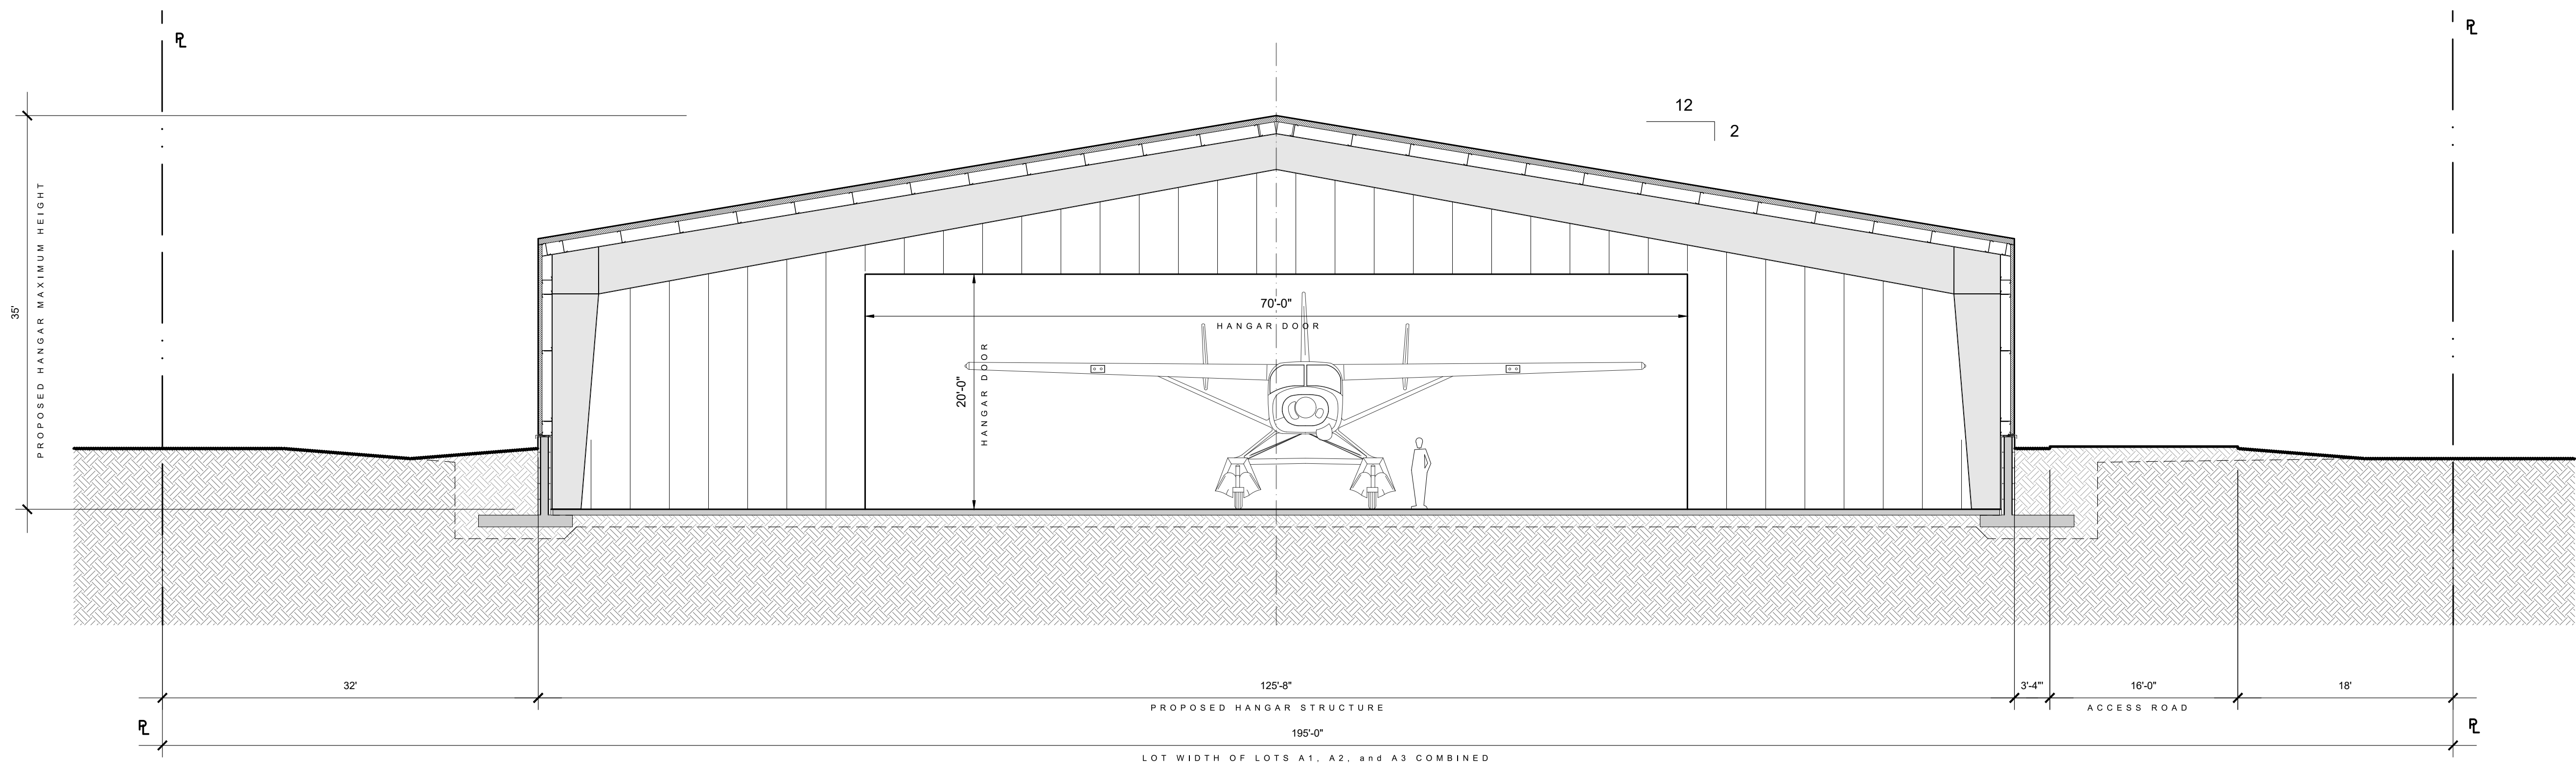 PL
PL
12
2
35'
PROPOSED HANGAR MAXIMUM HEIGHT
70'-0"
HANGAR DOOR
20'-0"
HANGAR DOOR
32'
125'-8"
3'-4"'
16'-0"
18'
PROPOSED HANGAR STRUCTURE
ACCESS ROAD
PL
PL
195'-0"
LOT WIDTH OF LOTS A1, A2, and A3 COMBINED